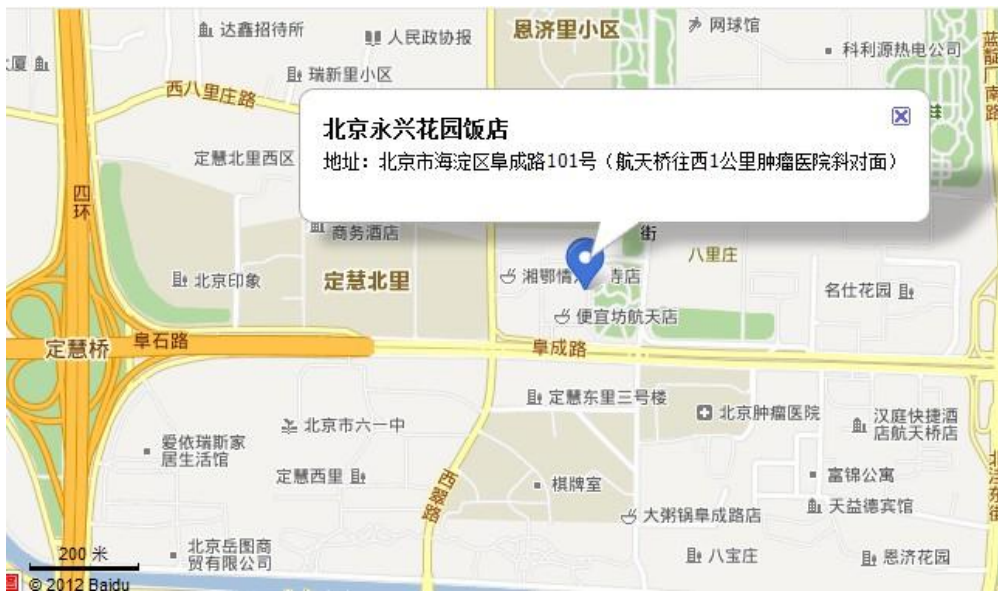 达鑫招待所
恩济里小区
网球馆
人民政协报
科利源热电公司
厦
瑞新里小区
蓝靛厂南路
西八里庄路
北京永兴花园饭店
地址：北京市海淀区阜成路101号（航天桥往西1公里肿瘤医院斜对面）
定慧北里西区
四环
商务酒店
街
八里庄
北京印象
定慧北里
湘鄂情
寺店
名仕花园
便宜坊航天店
定慧桥
阜石路
阜成路
定慧东里三号楼
北京肿瘤医院
汉庭快捷酒
店航天桥店
北京市六一中
爱依瑞斯家
居生活馆
定慧西里
西翠路
棋牌室
富锦公寓
天益德宾馆
大粥锅阜成路店
北京岳图商
贸有限公司
八宝庄
恩济花园
200 米
© 2012 Baidu